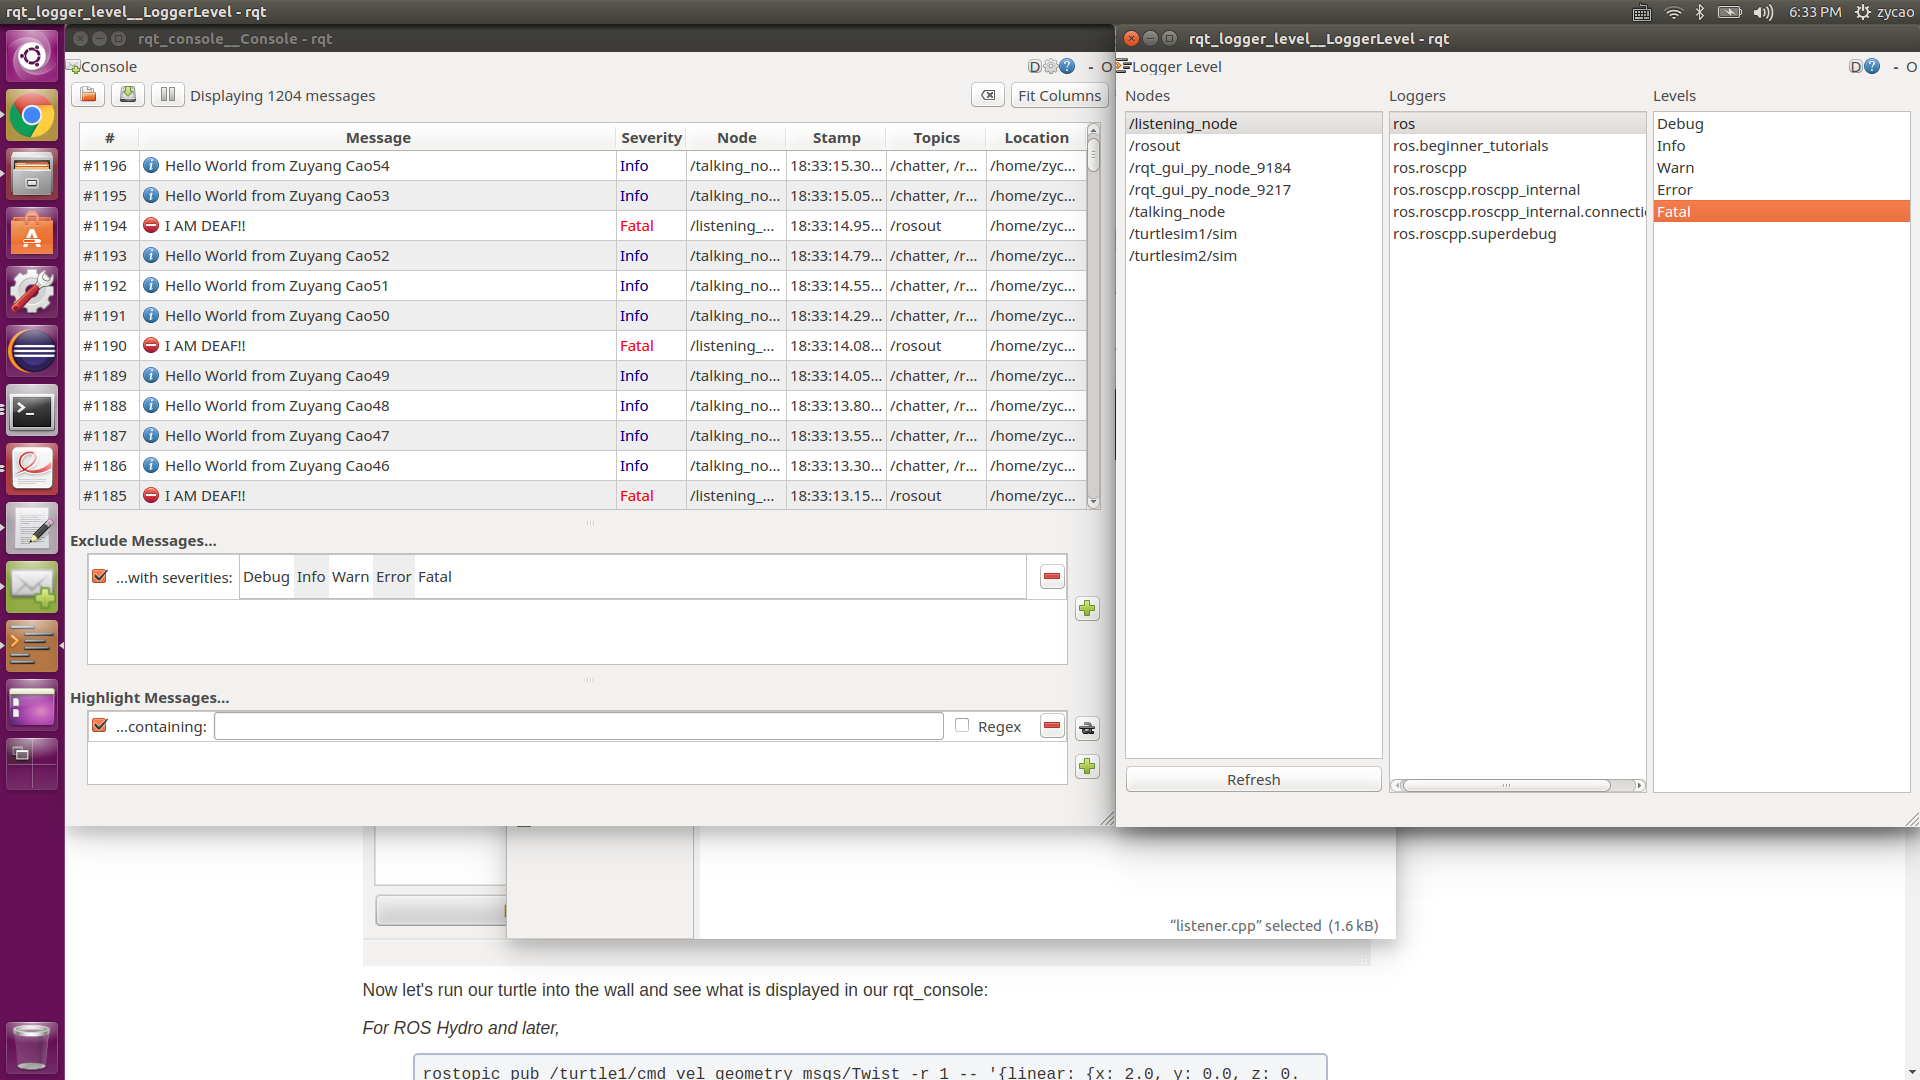 rqt_logger_level__LoggerLevel - rqt
6:33 PM
zycao
rqt_console__Console - rqt
Console
D
?
- O
Displaying 1204 messages
Fit Columns
# Message Severity Node Stamp Topics Location
#1196 Hello World from Zuyang Cao54 Info /talking_no... 18:33:15.30... /chatter, /r... /home/zyc...
#1195 Hello World from Zuyang Cao53 Info /talking_no... 18:33:15.05... /chatter, /r... /home/zyc...
#1194 I AM DEAF!! Fatal /listening_... 18:33:14.95... /rosout /home/zyc...
#1193 Hello World from Zuyang Cao52 Info /talking_no... 18:33:14.79... /chatter, /r... /home/zyc...
#1192 Hello World from Zuyang Cao51 Info /talking_no... 18:33:14.55... /chatter, /r... /home/zyc...
#1191 Hello World from Zuyang Cao50 Info /talking_no... 18:33:14.29... /chatter, /r... /home/zyc...
#1190 I AM DEAF!! Fatal /listening_... 18:33:14.08... /rosout /home/zyc...
#1189 Hello World from Zuyang Cao49 Info /talking_no... 18:33:14.05... /chatter, /r... /home/zyc...
#1188 Hello World from Zuyang Cao48 Info /talking_no... 18:33:13.80... /chatter, /r... /home/zyc...
#1187 Hello World from Zuyang Cao47 Info /talking_no... 18:33:13.55... /chatter, /r... /home/zyc...
#1186 Hello World from Zuyang Cao46 Info /talking_no... 18:33:13.30... /chatter, /r... /home/zyc...
#1185 I AM DEAF!! Fatal /listening_... 18:33:13.15... /rosout /home/zyc...
Exclude Messages...
...with severities: Debug Info Warn Error Fatal
Highlight Messages...
...containing: Regex
rqt_logger_level__LoggerLevel - rqt
Logger Level
D
?
- O
Nodes
/listening_node
/rosout
/rqt_gui_py_node_9184
/rqt_gui_py_node_9217
/talking_node
/turtlesim1/sim
/turtlesim2/sim
Refresh
Loggers
ros
ros.beginner_tutorials
ros.roscpp
ros.roscpp.roscpp_internal
ros.roscpp.roscpp_internal.connecti
ros.roscpp.superdebug
Levels
Debug
Info
Warn
Error
Fatal
“listener.cpp” selected (1.6 kB)
Now let's run our turtle into the wall and see what is displayed in our rqt_console:
For ROS Hydro and later,
rostopic pub /turtle1/cmd_vel geometry_msgs/Twist -r 1 -- '{linear: {x: 2.0, y: 0.0, z: 0.